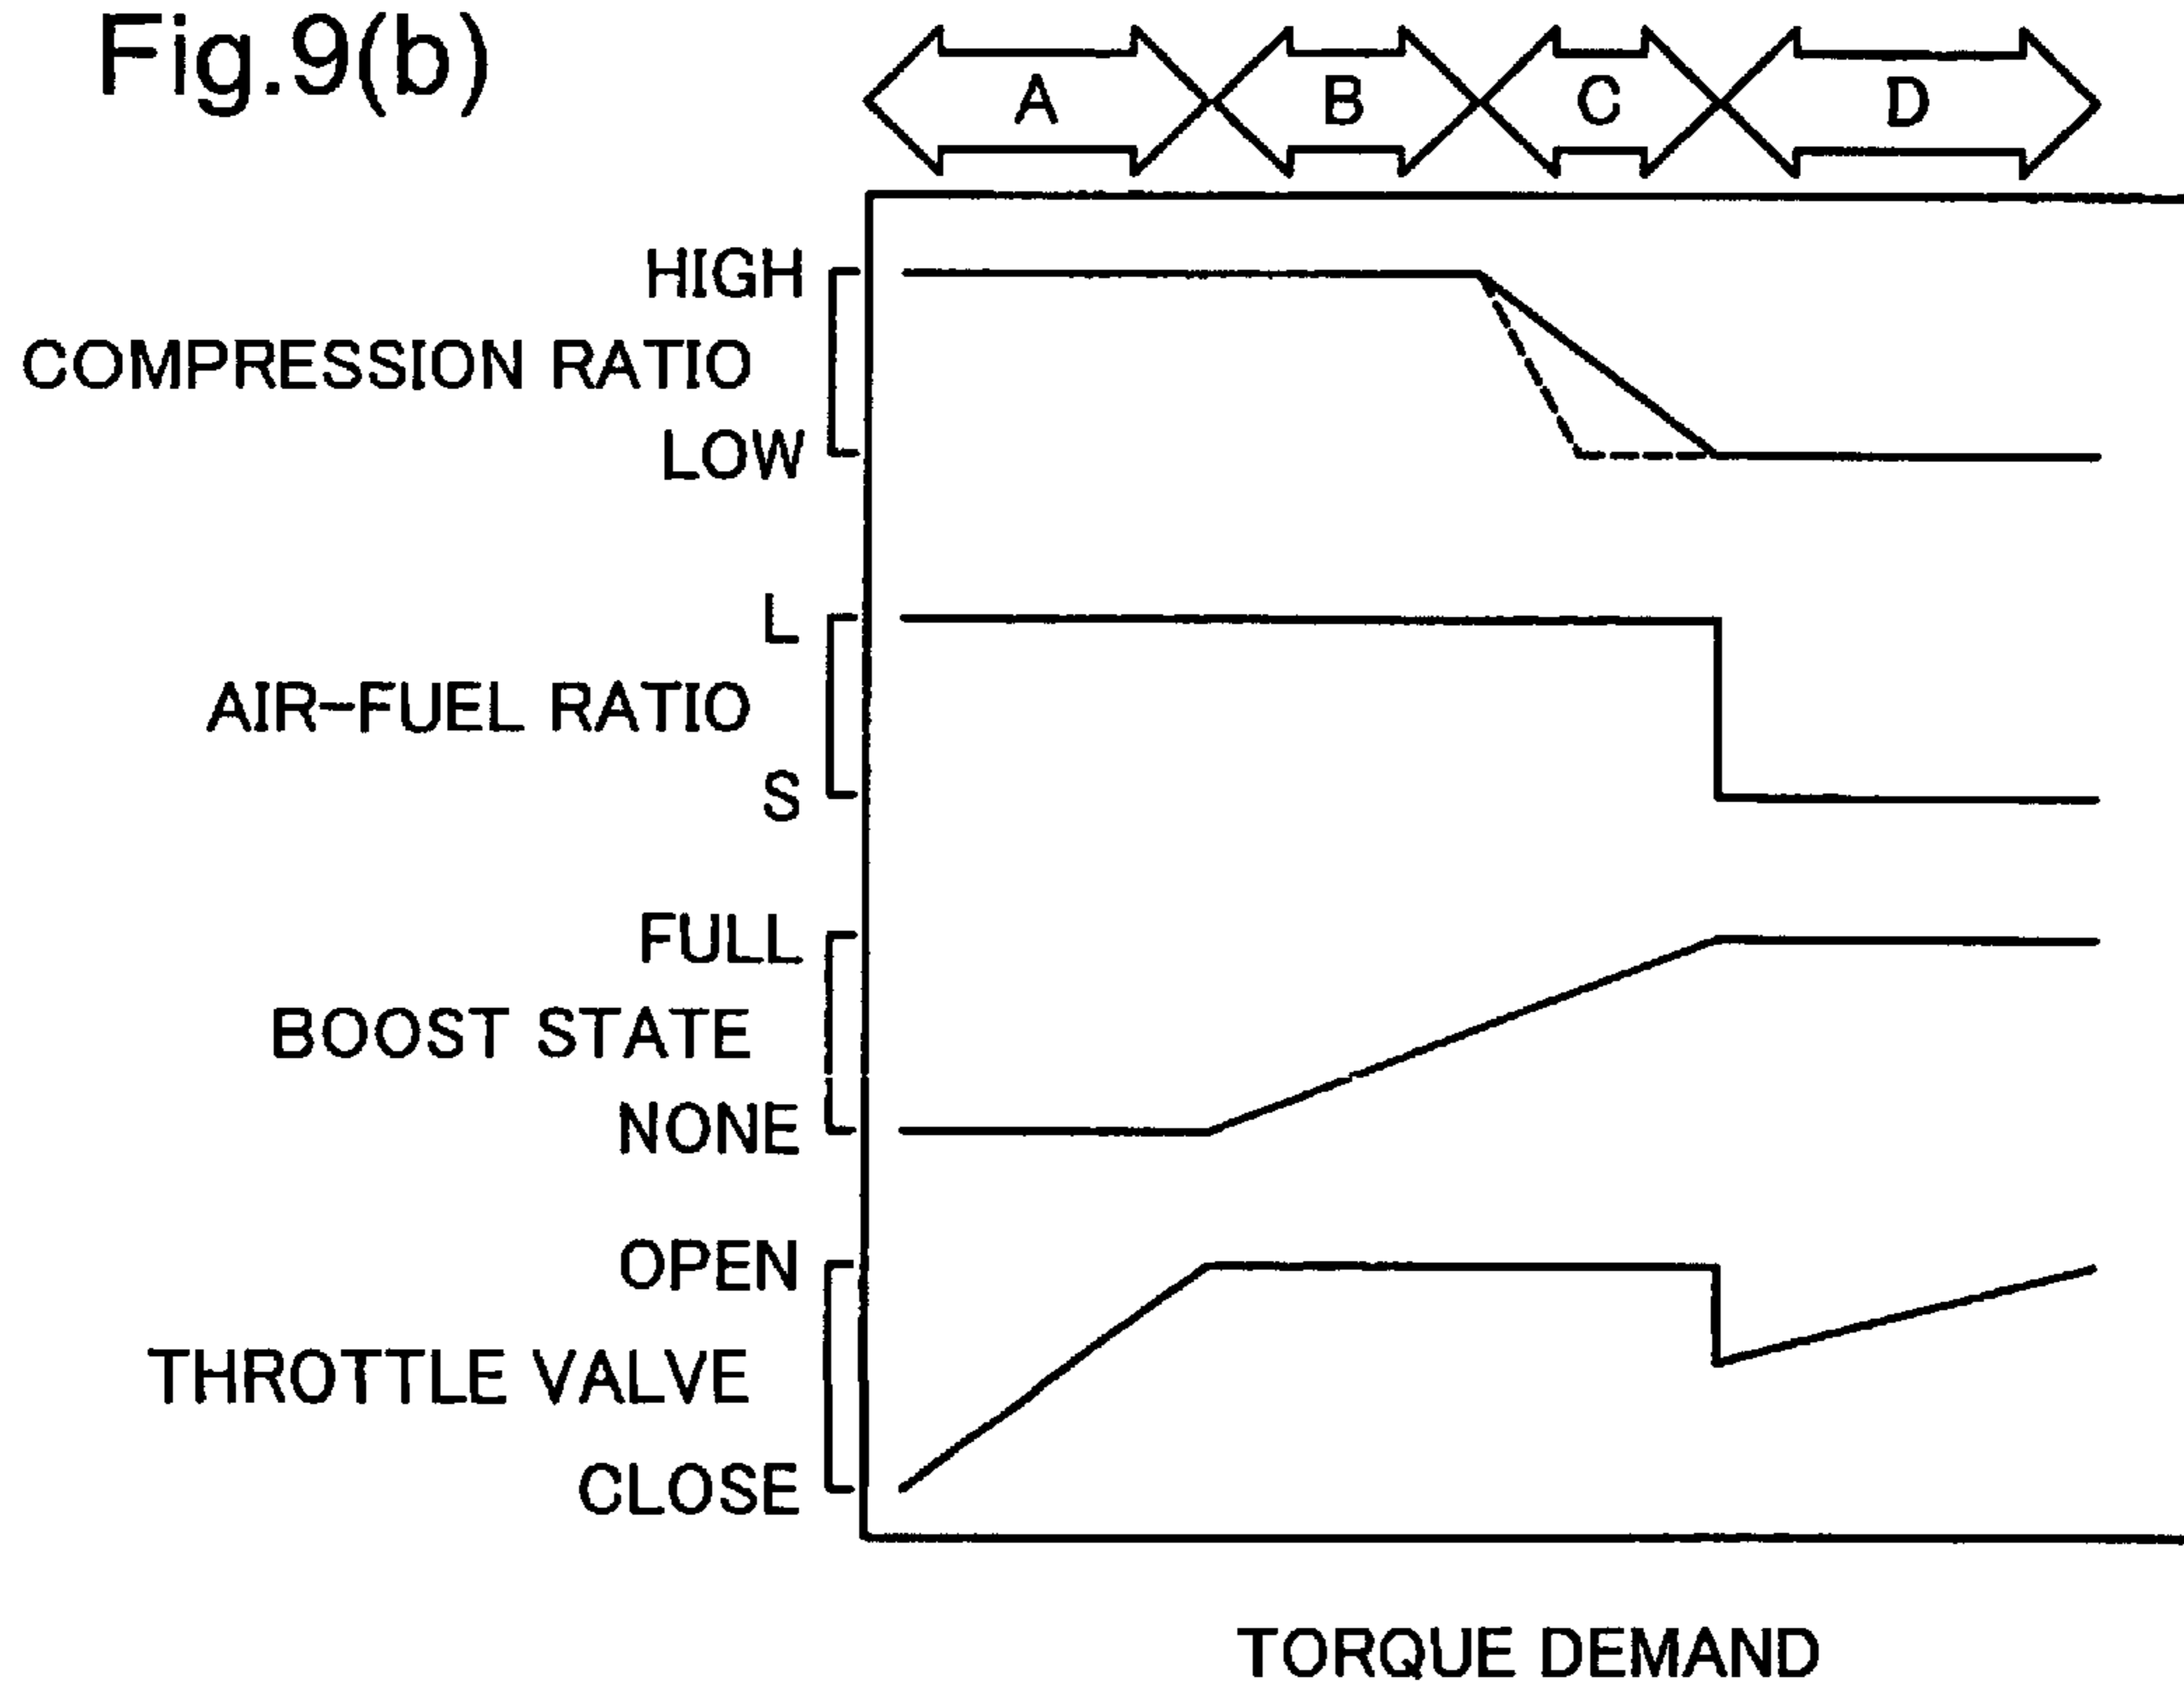 Fig.9(b)
A B C D
HIGH
COMPRESSION RATIO
LOW
L
AIR-FUEL RATIO
S
FULL
BOOST STATE
NONE
OPEN
THROTTLE VALVE
CLOSE
TORQUE DEMAND